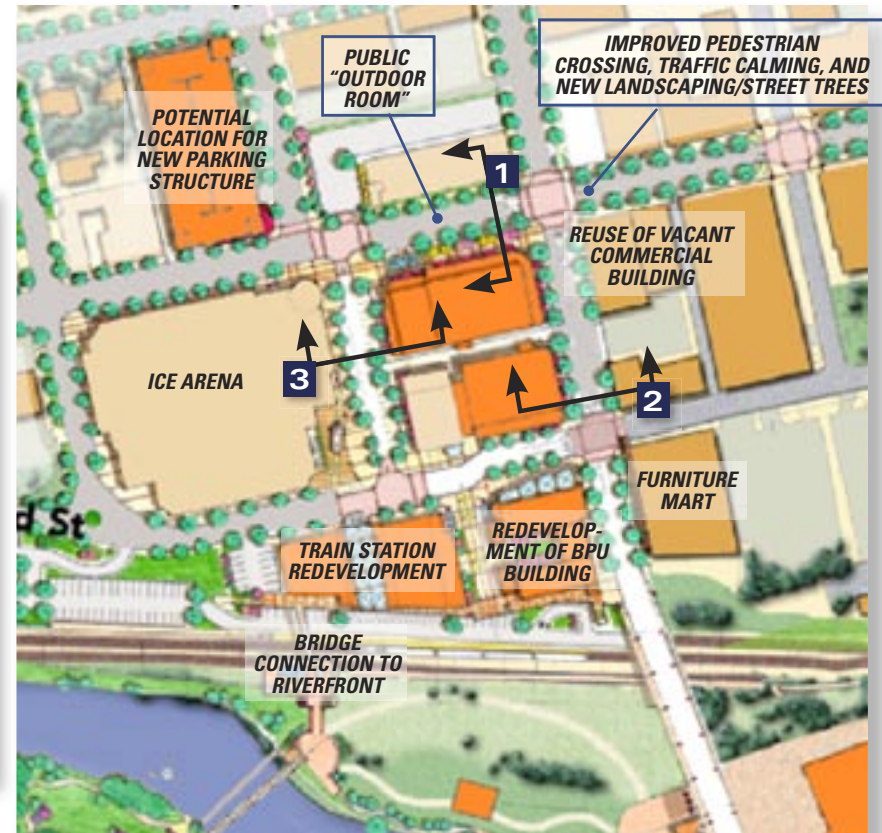 PUBLIC
“OUTDOOR
ROOM”
IMPROVED PEDESTRIAN
CROSSING, TRAFFIC CALMING, AND
NEW LANDSCAPING/STREET TREES
POTENTIAL
LOCATION FOR
NEW PARKING
STRUCTURE
1
REUSE OF VACANT
COMMERCIAL
BUILDING
ICE ARENA
3
2
FURNITURE
MART
d St
TRAIN STATION
REDEVELOPMENT
REDEVELOP-
MENT OF BPU
BUILDING
BRIDGE
CONNECTION TO
RIVERFRONT